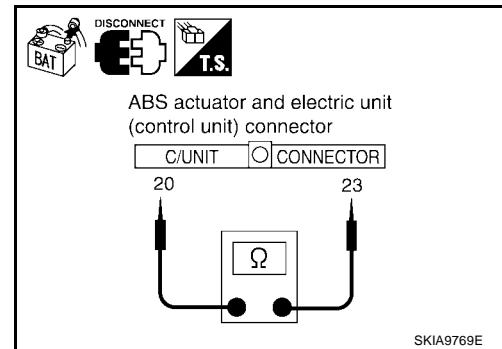 DISCONNECT
BAT
T.S.
ABS actuator and electric unit
(control unit) connector
C/UNIT CONNECTOR
20 23
Ω
SKIA9769E